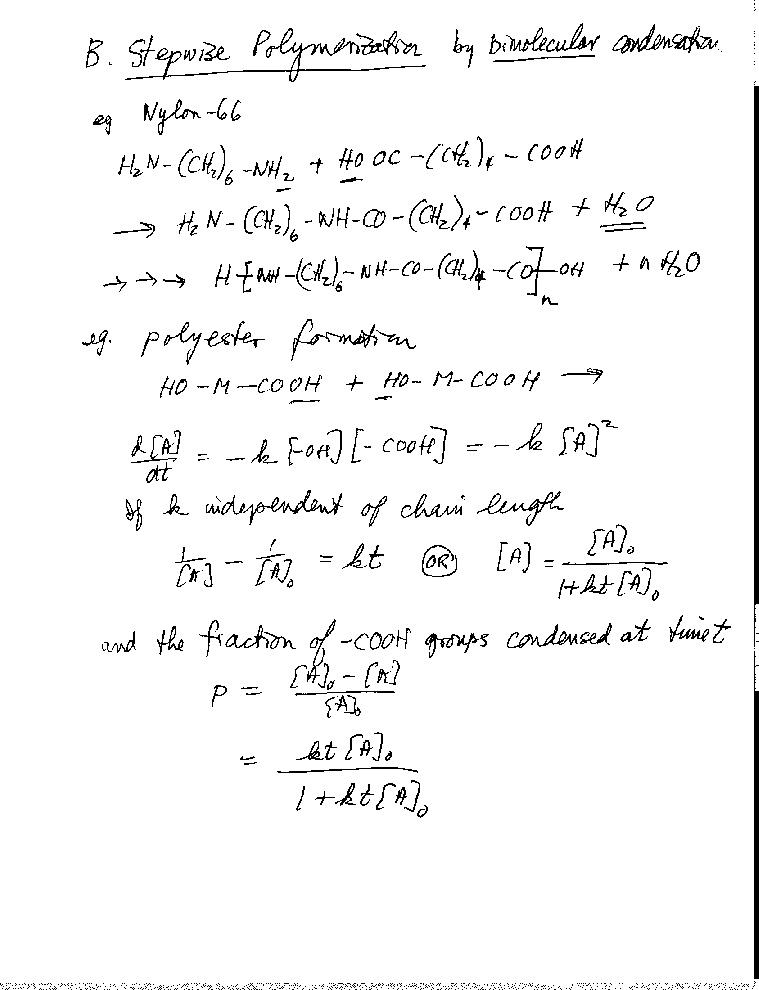 B. Stepwise Polymerization by Bimolecular condensation
eg Nylon-66
H₂N-(CH₂)₆-NH₂ + HOOC-(CH₂)₄-COOH
→ H₂N-(CH₂)₆-NH-CO-(CH₂)₄-COOH + H₂O
→→→ H-[NH-(CH₂)₆-NH-CO-(CH₂)₄-CO]ₙ-OH + n H₂O
eg. polyester formation
HO-M-COOH + HO-M-COOH →
d[A]/dt = -k [-OH][-COOH] = -k [A]²
If k independent of chain length
1/[A] - 1/[A]₀ = kt OR [A] = [A]₀/(1+kt[A]₀)
and the fraction of -COOH groups condensed at time t
p = ([A]₀-[A])/[A]₀
= kt[A]₀/(1+kt[A]₀)